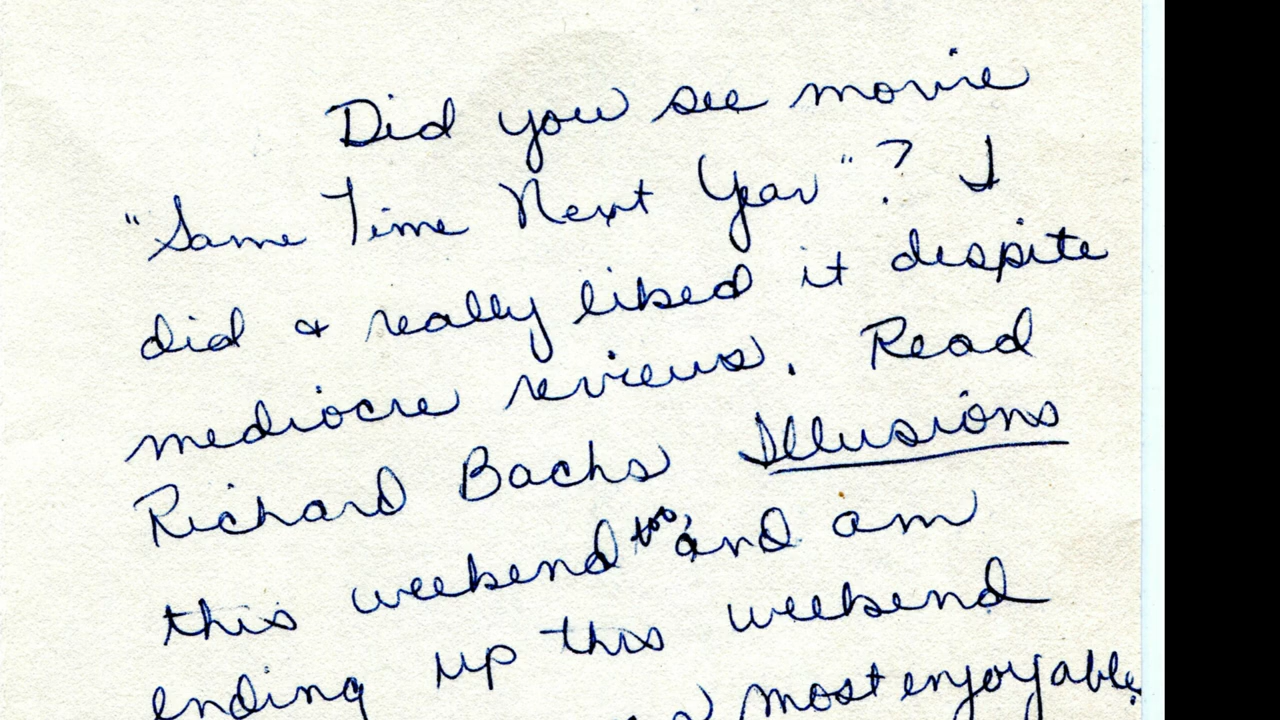 Did you see movie
"Same Time Next Year"? I
did & really liked it despite
mediocre reviews. Read
Richard Bachs Illusions
this weekend too, and am
ending up this weekend
most enjoyable.